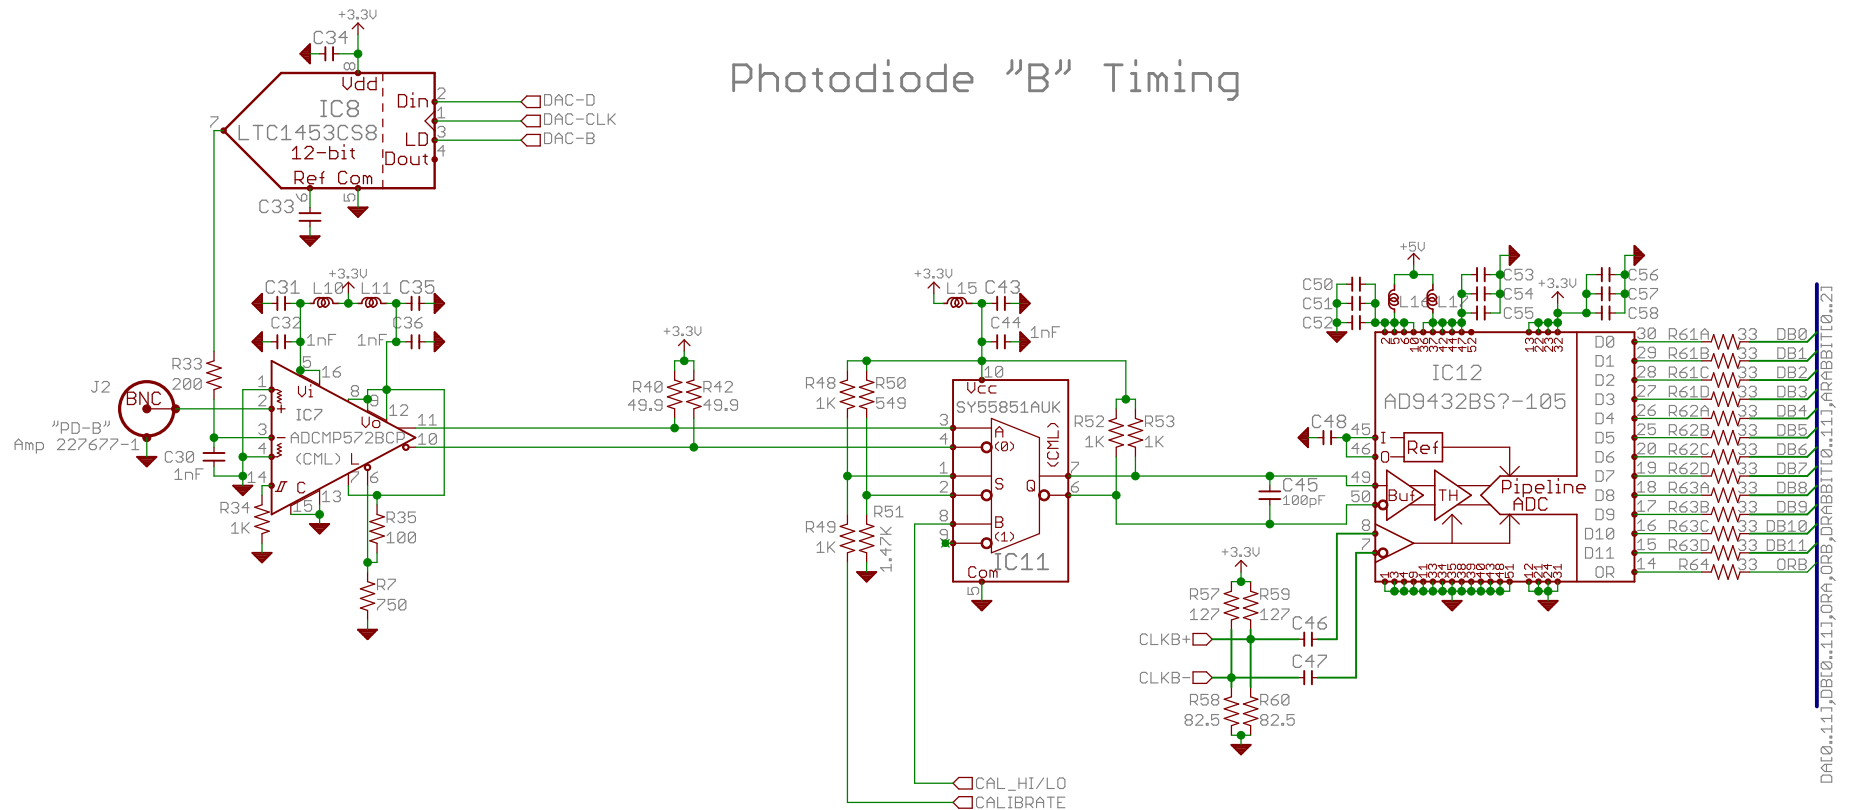 Photodiode "B" Timing
+3.3V
C34
8
Vdd
IC8
LTC1453CS8
12-bit
Ref Com
Din
LD
Dout
7
2
1
3
4
6
5
DAC-D
DAC-CLK
DAC-B
C33
+3.3V
C31
L10
L11
C35
C32
1nF
1nF
C36
R33
200
J2
BNC
"PD-B"
Amp 227677-1
C30
1nF
R34
1K
1
2
3
4
14
5
16
Vi
IC7
ADCMP572BCP
(CML)
L
C
Vo
8
9
12
11
10
7
6
13
15
R35
100
R7
750
+3.3V
R40
49.9
R42
49.9
+3.3V
L15
C43
C44
1nF
R48
1K
R50
549
R49
1K
R51
1.47K
10
Vcc
SY55851AUK
3
4
1
2
8
9
A
(0)
S
B
(1)
Q
(CML)
7
6
IC11
Com
5
R52
1K
R53
1K
C45
100pF
CAL_HI/LO
CALIBRATE
+3.3V
R57
127
R59
127
CLKB+
CLKB-
C46
C47
R58
82.5
R60
82.5
+5V
C50
C51
C52
L16
L17
C53
C54
C55
+3.3V
C56
C57
C58
C48
IC12
AD9432BS?-105
45
46
49
50
8
7
I
O
Ref
Buf
TH
Pipeline
ADC
D0 30 R61A 33 DB0
D1 29 R61B 33 DB1
D2 28 R61C 33 DB2
D3 27 R61D 33 DB3
D4 26 R62A 33 DB4
D5 25 R62B 33 DB5
D6 20 R62C 33 DB6
D7 19 R62D 33 DB7
D8 18 R63A 33 DB8
D9 17 R63B 33 DB9
D10 16 R63C 33 DB10
D11 15 R63D 33 DB11
OR 14 R64 33 ORB
DA[0..11],DB[0..11],ORA,ORB,DRABBIT[0..11],ARABBIT[0..2]